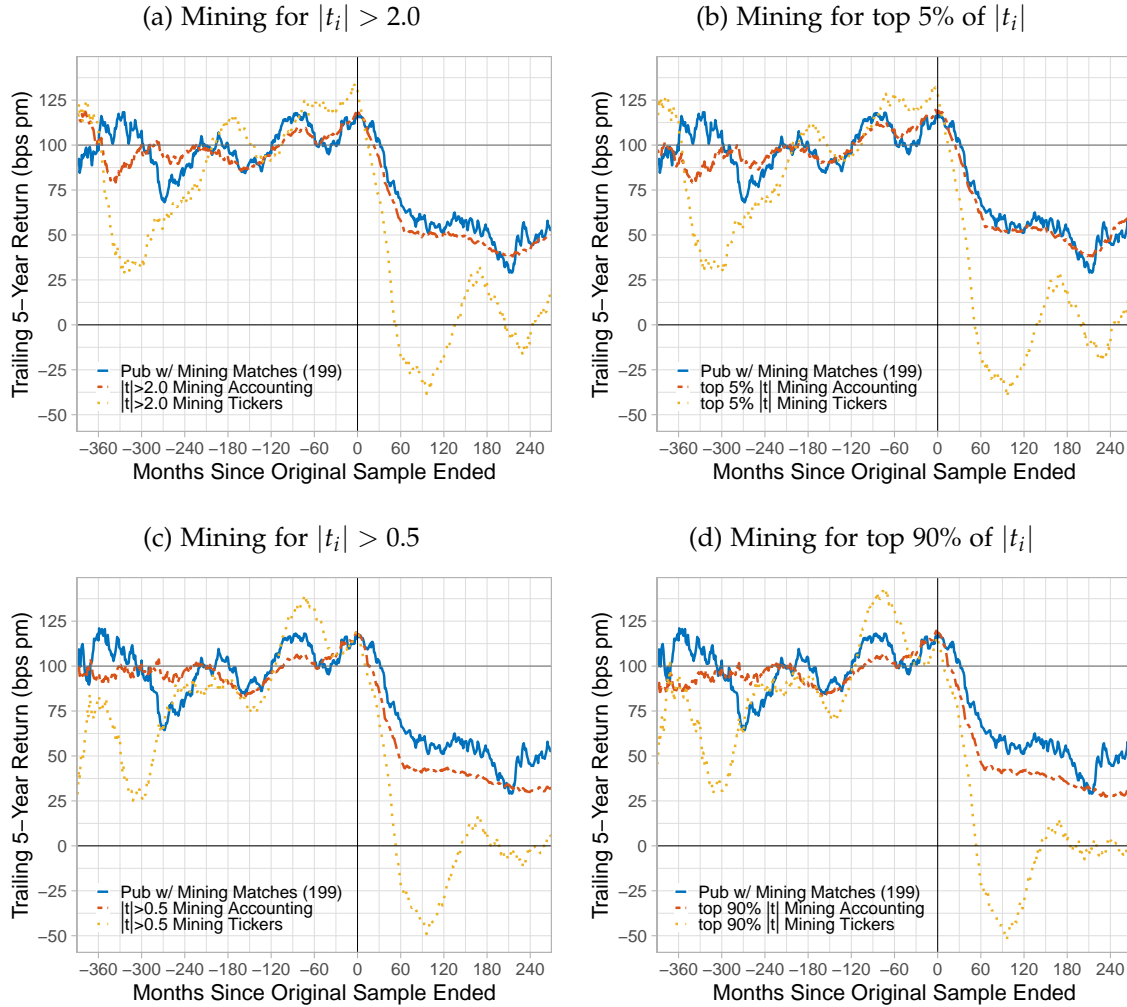 (a) Mining for |t_i| > 2.0
Trailing 5−Year Return (bps pm)
125
100
75
50
25
0
−25
−50
Pub w/ Mining Matches (199)
|t|>2.0 Mining Accounting
|t|>2.0 Mining Tickers
−360 −300 −240 −180 −120 −60 0 60 120 180 240
Months Since Original Sample Ended
(b) Mining for top 5% of |t_i|
Trailing 5−Year Return (bps pm)
125
100
75
50
25
0
−25
−50
Pub w/ Mining Matches (199)
top 5% |t| Mining Accounting
top 5% |t| Mining Tickers
−360 −300 −240 −180 −120 −60 0 60 120 180 240
Months Since Original Sample Ended
(c) Mining for |t_i| > 0.5
Trailing 5−Year Return (bps pm)
125
100
75
50
25
0
−25
−50
Pub w/ Mining Matches (199)
|t|>0.5 Mining Accounting
|t|>0.5 Mining Tickers
−360 −300 −240 −180 −120 −60 0 60 120 180 240
Months Since Original Sample Ended
(d) Mining for top 90% of |t_i|
Trailing 5−Year Return (bps pm)
125
100
75
50
25
0
−25
−50
Pub w/ Mining Matches (199)
top 90% |t| Mining Accounting
top 90% |t| Mining Tickers
−360 −300 −240 −180 −120 −60 0 60 120 180 240
Months Since Original Sample Ended